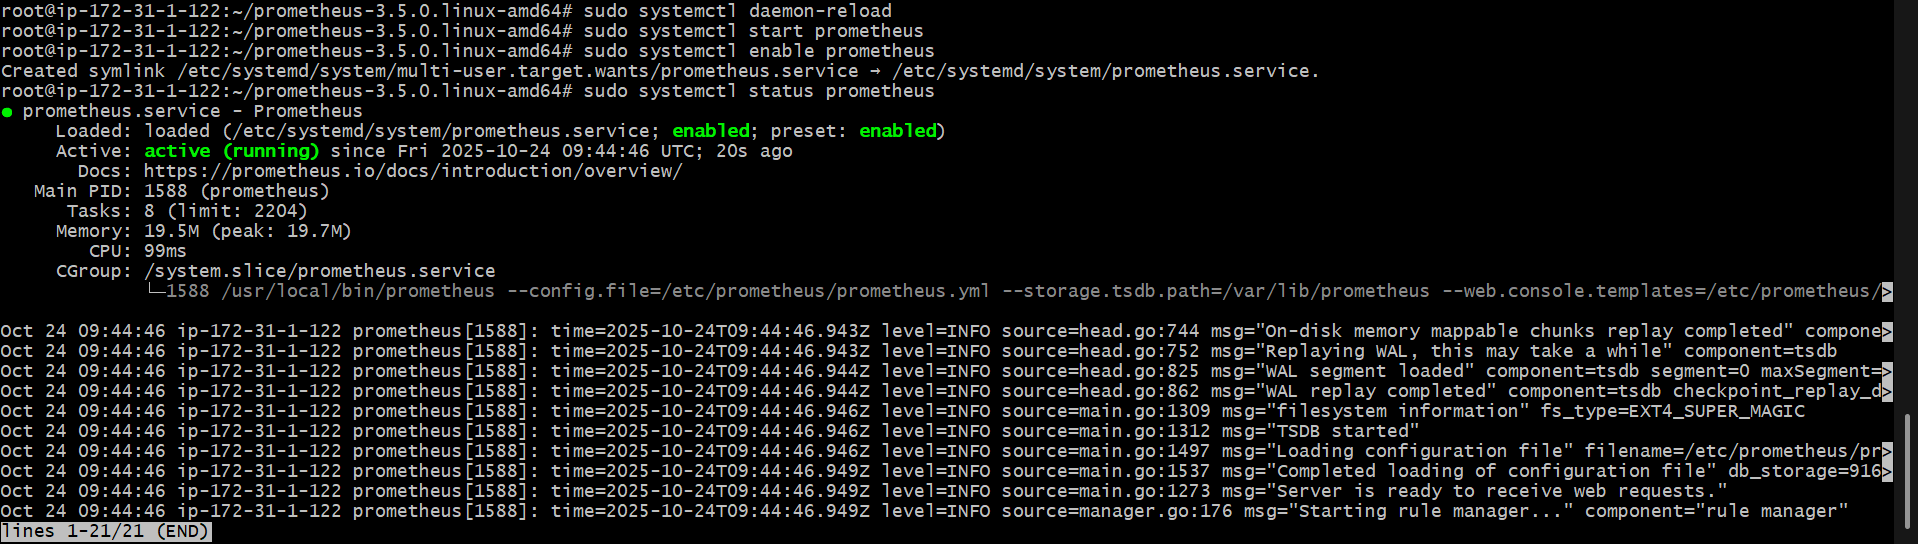 root@ip-172-31-1-122:~/prometheus-3.5.0.linux-amd64# sudo systemctl daemon-reload
root@ip-172-31-1-122:~/prometheus-3.5.0.linux-amd64# sudo systemctl start prometheus
root@ip-172-31-1-122:~/prometheus-3.5.0.linux-amd64# sudo systemctl enable prometheus
Created symlink /etc/systemd/system/multi-user.target.wants/prometheus.service → /etc/systemd/system/prometheus.service.
root@ip-172-31-1-122:~/prometheus-3.5.0.linux-amd64# sudo systemctl status prometheus
● prometheus.service - Prometheus
     Loaded: loaded (/etc/systemd/system/prometheus.service; enabled; preset: enabled)
     Active: active (running) since Fri 2025-10-24 09:44:46 UTC; 20s ago
       Docs: https://prometheus.io/docs/introduction/overview/
   Main PID: 1588 (prometheus)
      Tasks: 8 (limit: 2204)
     Memory: 19.5M (peak: 19.7M)
        CPU: 99ms
     CGroup: /system.slice/prometheus.service
             └─1588 /usr/local/bin/prometheus --config.file=/etc/prometheus/prometheus.yml --storage.tsdb.path=/var/lib/prometheus --web.console.templates=/etc/prometheus/>
Oct 24 09:44:46 ip-172-31-1-122 prometheus[1588]: time=2025-10-24T09:44:46.943Z level=INFO source=head.go:744 msg="On-disk memory mappable chunks replay completed" compone>
Oct 24 09:44:46 ip-172-31-1-122 prometheus[1588]: time=2025-10-24T09:44:46.943Z level=INFO source=head.go:752 msg="Replaying WAL, this may take a while" component=tsdb
Oct 24 09:44:46 ip-172-31-1-122 prometheus[1588]: time=2025-10-24T09:44:46.944Z level=INFO source=head.go:825 msg="WAL segment loaded" component=tsdb segment=0 maxSegment=>
Oct 24 09:44:46 ip-172-31-1-122 prometheus[1588]: time=2025-10-24T09:44:46.944Z level=INFO source=head.go:862 msg="WAL replay completed" component=tsdb checkpoint_replay_d>
Oct 24 09:44:46 ip-172-31-1-122 prometheus[1588]: time=2025-10-24T09:44:46.946Z level=INFO source=main.go:1309 msg="filesystem information" fs_type=EXT4_SUPER_MAGIC
Oct 24 09:44:46 ip-172-31-1-122 prometheus[1588]: time=2025-10-24T09:44:46.946Z level=INFO source=main.go:1312 msg="TSDB started"
Oct 24 09:44:46 ip-172-31-1-122 prometheus[1588]: time=2025-10-24T09:44:46.946Z level=INFO source=main.go:1497 msg="Loading configuration file" filename=/etc/prometheus/pr>
Oct 24 09:44:46 ip-172-31-1-122 prometheus[1588]: time=2025-10-24T09:44:46.949Z level=INFO source=main.go:1537 msg="Completed loading of configuration file" db_storage=916>
Oct 24 09:44:46 ip-172-31-1-122 prometheus[1588]: time=2025-10-24T09:44:46.949Z level=INFO source=main.go:1273 msg="Server is ready to receive web requests."
Oct 24 09:44:46 ip-172-31-1-122 prometheus[1588]: time=2025-10-24T09:44:46.949Z level=INFO source=manager.go:176 msg="Starting rule manager..." component="rule manager"
lines 1-21/21 (END)